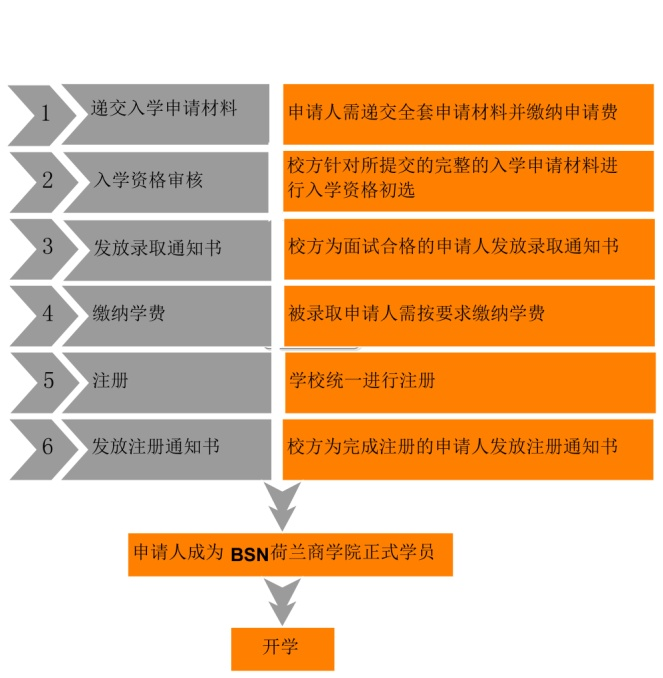 1 递交入学申请材料 申请人需递交全套申请材料并缴纳申请费
2 入学资格审核 校方针对所提交的完整的入学申请材料进
行入学资格初选
3 发放录取通知书 校方为面试合格的申请人发放录取通知书
4 缴纳学费 被录取申请人需按要求缴纳学费
5 注册 学校统一进行注册
6 发放注册通知书 校方为完成注册的申请人发放注册通知书
申请人成为 BSN荷兰商学院正式学员
开学